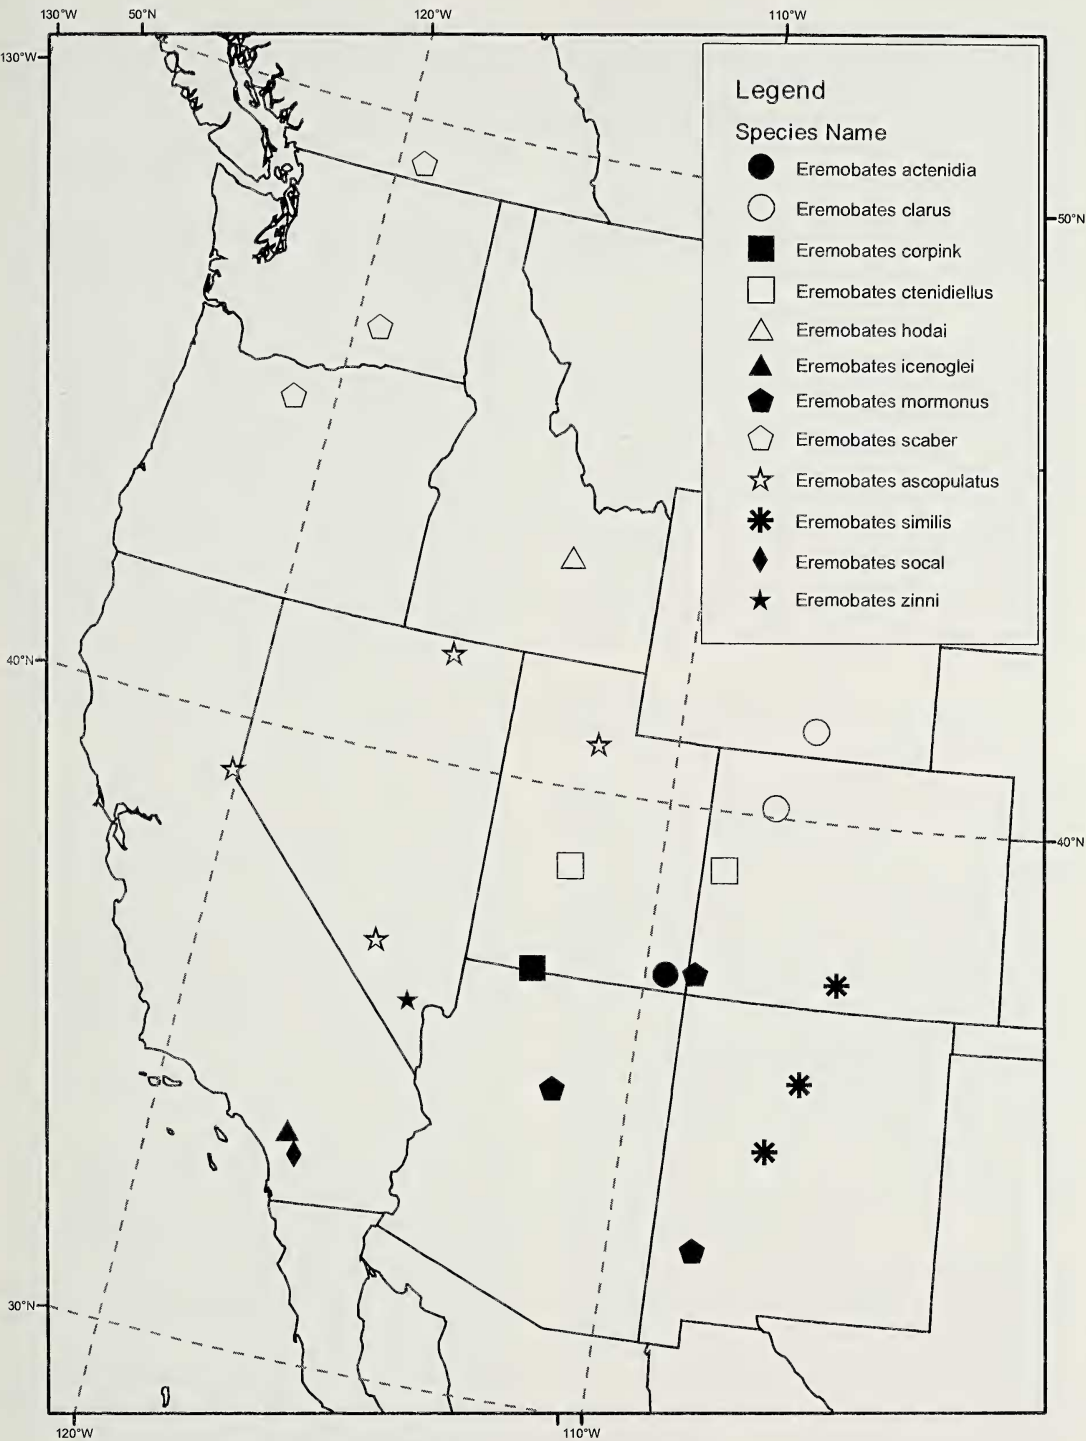 130°W 50°N 120°W 110°W
130°W
Legend
Species Name
Eremobates actenidia
Eremobates clarus
50°N
Eremobates corpink
Eremobates ctenidiellus
Eremobates hodai
Eremobates icenoglei
Eremobates mormonus
Eremobates scaber
Eremobates ascopulatus
Eremobates similis
Eremobates socal
Eremobates zinni
40°N
40°N
30°N
120°W 110°W